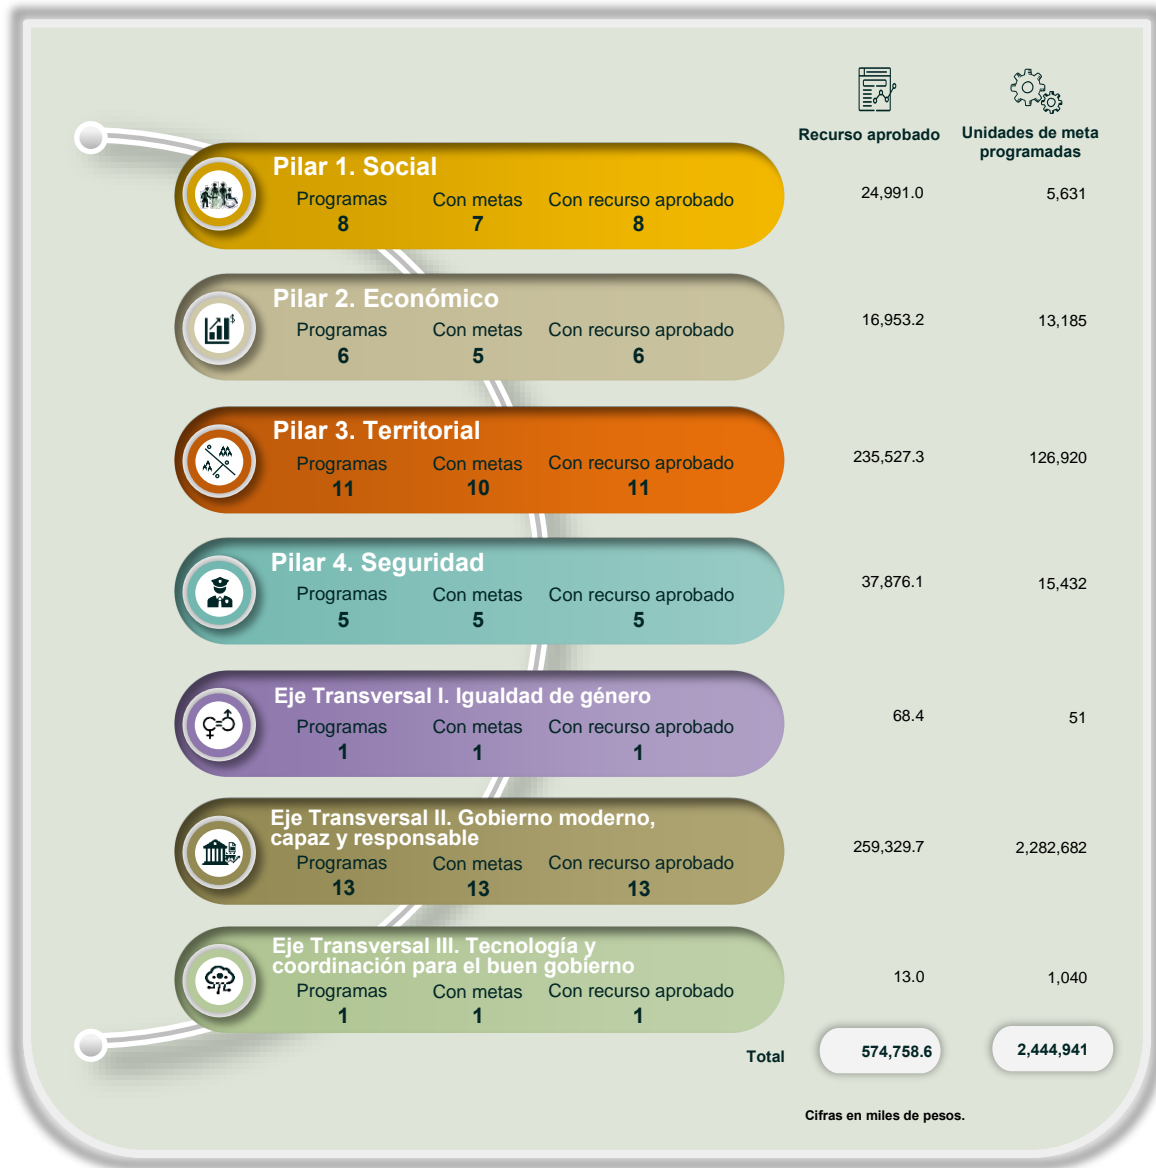 Recurso aprobado
Unidades de meta
programadas
Pilar 1. Social
Programas Con metas Con recurso aprobado
8 7 8
24,991.0 5,631
Pilar 2. Económico
Programas Con metas Con recurso aprobado
6 5 6
16,953.2 13,185
Pilar 3. Territorial
Programas Con metas Con recurso aprobado
11 10 11
235,527.3 126,920
Pilar 4. Seguridad
Programas Con metas Con recurso aprobado
5 5 5
37,876.1 15,432
Eje Transversal I. Igualdad de género
Programas Con metas Con recurso aprobado
1 1 1
68.4 51
Eje Transversal II. Gobierno moderno,
capaz y responsable
Programas Con metas Con recurso aprobado
13 13 13
259,329.7 2,282,682
Eje Transversal III. Tecnología y
coordinación para el buen gobierno
Programas Con metas Con recurso aprobado
1 1 1
13.0 1,040
Total 574,758.6 2,444,941
Cifras en miles de pesos.